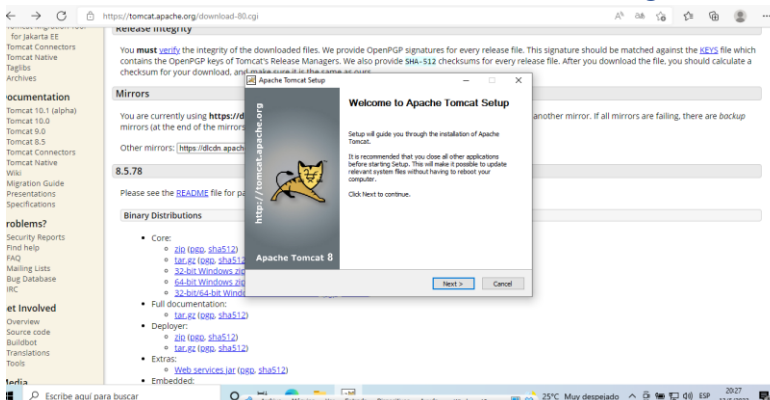 https://tomcat.apache.org/download-80.cgi
for Jakarta EE
Tomcat Connectors
Tomcat Native
Taglibs
Archives
Documentation
Tomcat 10.1 (alpha)
Tomcat 10.0
Tomcat 9.0
Tomcat 8.5
Tomcat Connectors
Tomcat Native
Wiki
Migration Guide
Presentations
Specifications
Problems?
Security Reports
Find help
FAQ
Mailing Lists
Bug Database
IRC
Get Involved
Overview
Source code
Buildbot
Translations
Tools
Media
Release Integrity
You must verify the integrity of the downloaded files. We provide OpenPGP signatures for every release file. This signature should be matched against the KEYS file which
contains the OpenPGP keys of Tomcat's Release Managers. We also provide SHA-512 checksums for every release file. After you download the file, you should calculate a
checksum for your download, and make sure it is the same as ours.
Mirrors
You are currently using https://d
another mirror. If all mirrors are failing, there are backup
mirrors (at the end of the mirrors
Other mirrors: https://dlcdn.apach
8.5.78
Please see the README file for pa
Binary Distributions
Core:
zip (pgp, sha512)
tar.gz (pgp, sha512
32-bit Windows zip
64-bit Windows zip
32-bit/64-bit Windo
Full documentation:
tar.gz (pgp, sha512)
Deployer:
zip (pgp, sha512)
tar.gz (pgp, sha512)
Extras:
Web services jar (pgp, sha512)
Embedded:
Apache Tomcat Setup
http://tomcat.apache.org
Apache Tomcat 8
Welcome to Apache Tomcat Setup
Setup will guide you through the installation of Apache
Tomcat.
It is recommended that you close all other applications
before starting Setup. This will make it possible to update
relevant system files without having to reboot your
computer.
Click Next to continue.
Next >
Cancel
Escribe aquí para buscar
25°C Muy despejado
ESP
20:27